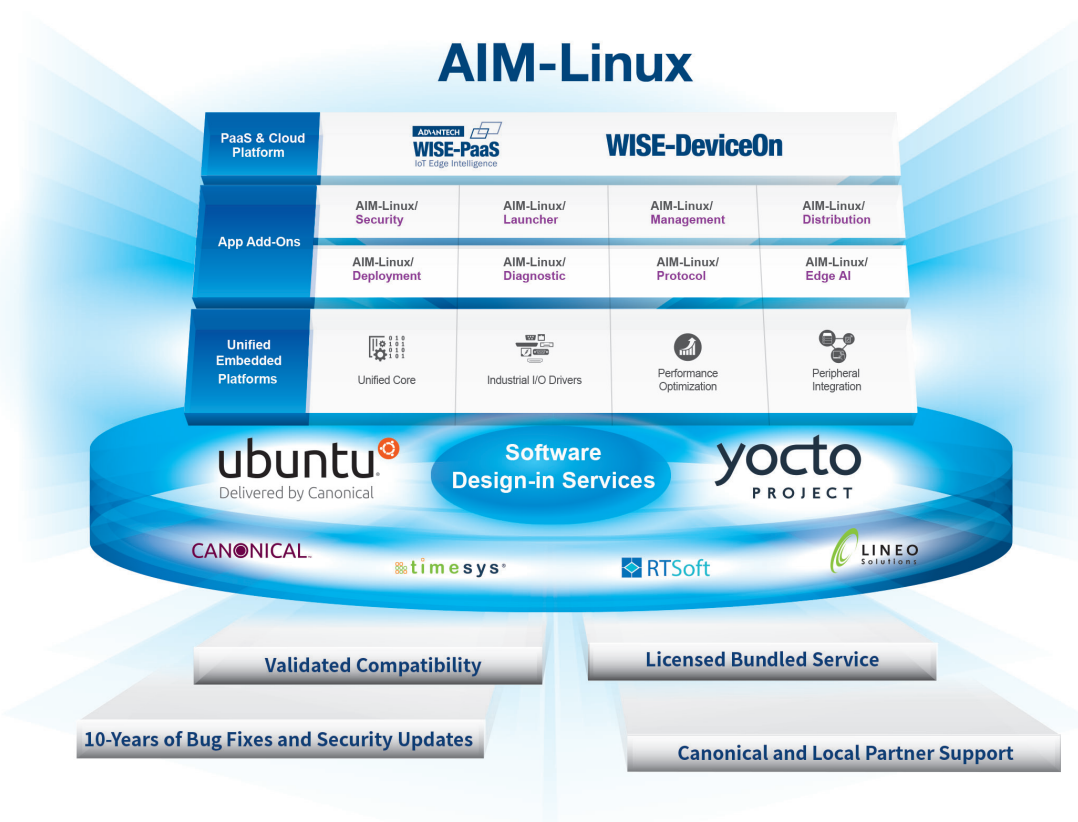 AIM-Linux
PaaS & Cloud
Platform
ADVANTECH
WISE-PaaS
IoT Edge Intelligence
WISE-DeviceOn
App Add-Ons
AIM-Linux/
Security
AIM-Linux/
Launcher
AIM-Linux/
Management
AIM-Linux/
Distribution
AIM-Linux/
Deployment
AIM-Linux/
Diagnostic
AIM-Linux/
Protocol
AIM-Linux/
Edge AI
Unified
Embedded
Platforms
010
101
010
101
Unified Core
Industrial I/O Drivers
Performance
Optimization
Peripheral
Integration
ubuntu
Delivered by Canonical
Software
Design-in Services
yocto
PROJECT
CANONICAL
timesys
RTSoft
LINEO
Solutions
Validated Compatibility
Licensed Bundled Service
10-Years of Bug Fixes and Security Updates
Canonical and Local Partner Support